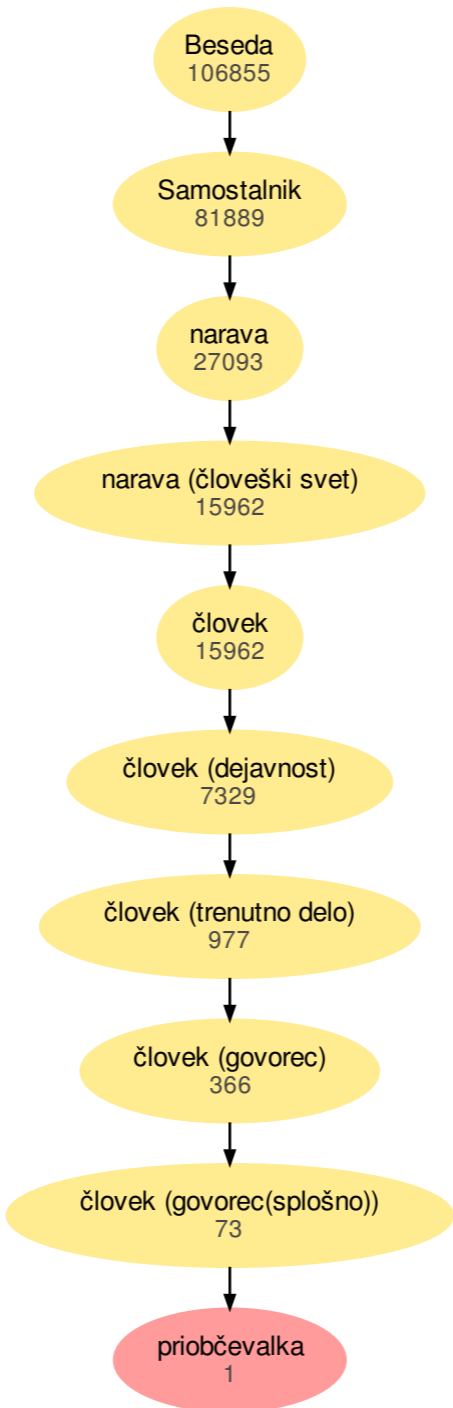 Beseda
106855
Samostalnik
81889
narava
27093
narava (človeški svet)
15962
človek
15962
človek (dejavnost)
7329
človek (trenutno delo)
977
človek (govorec)
366
človek (govorec(splošno))
73
priobčevalka
1